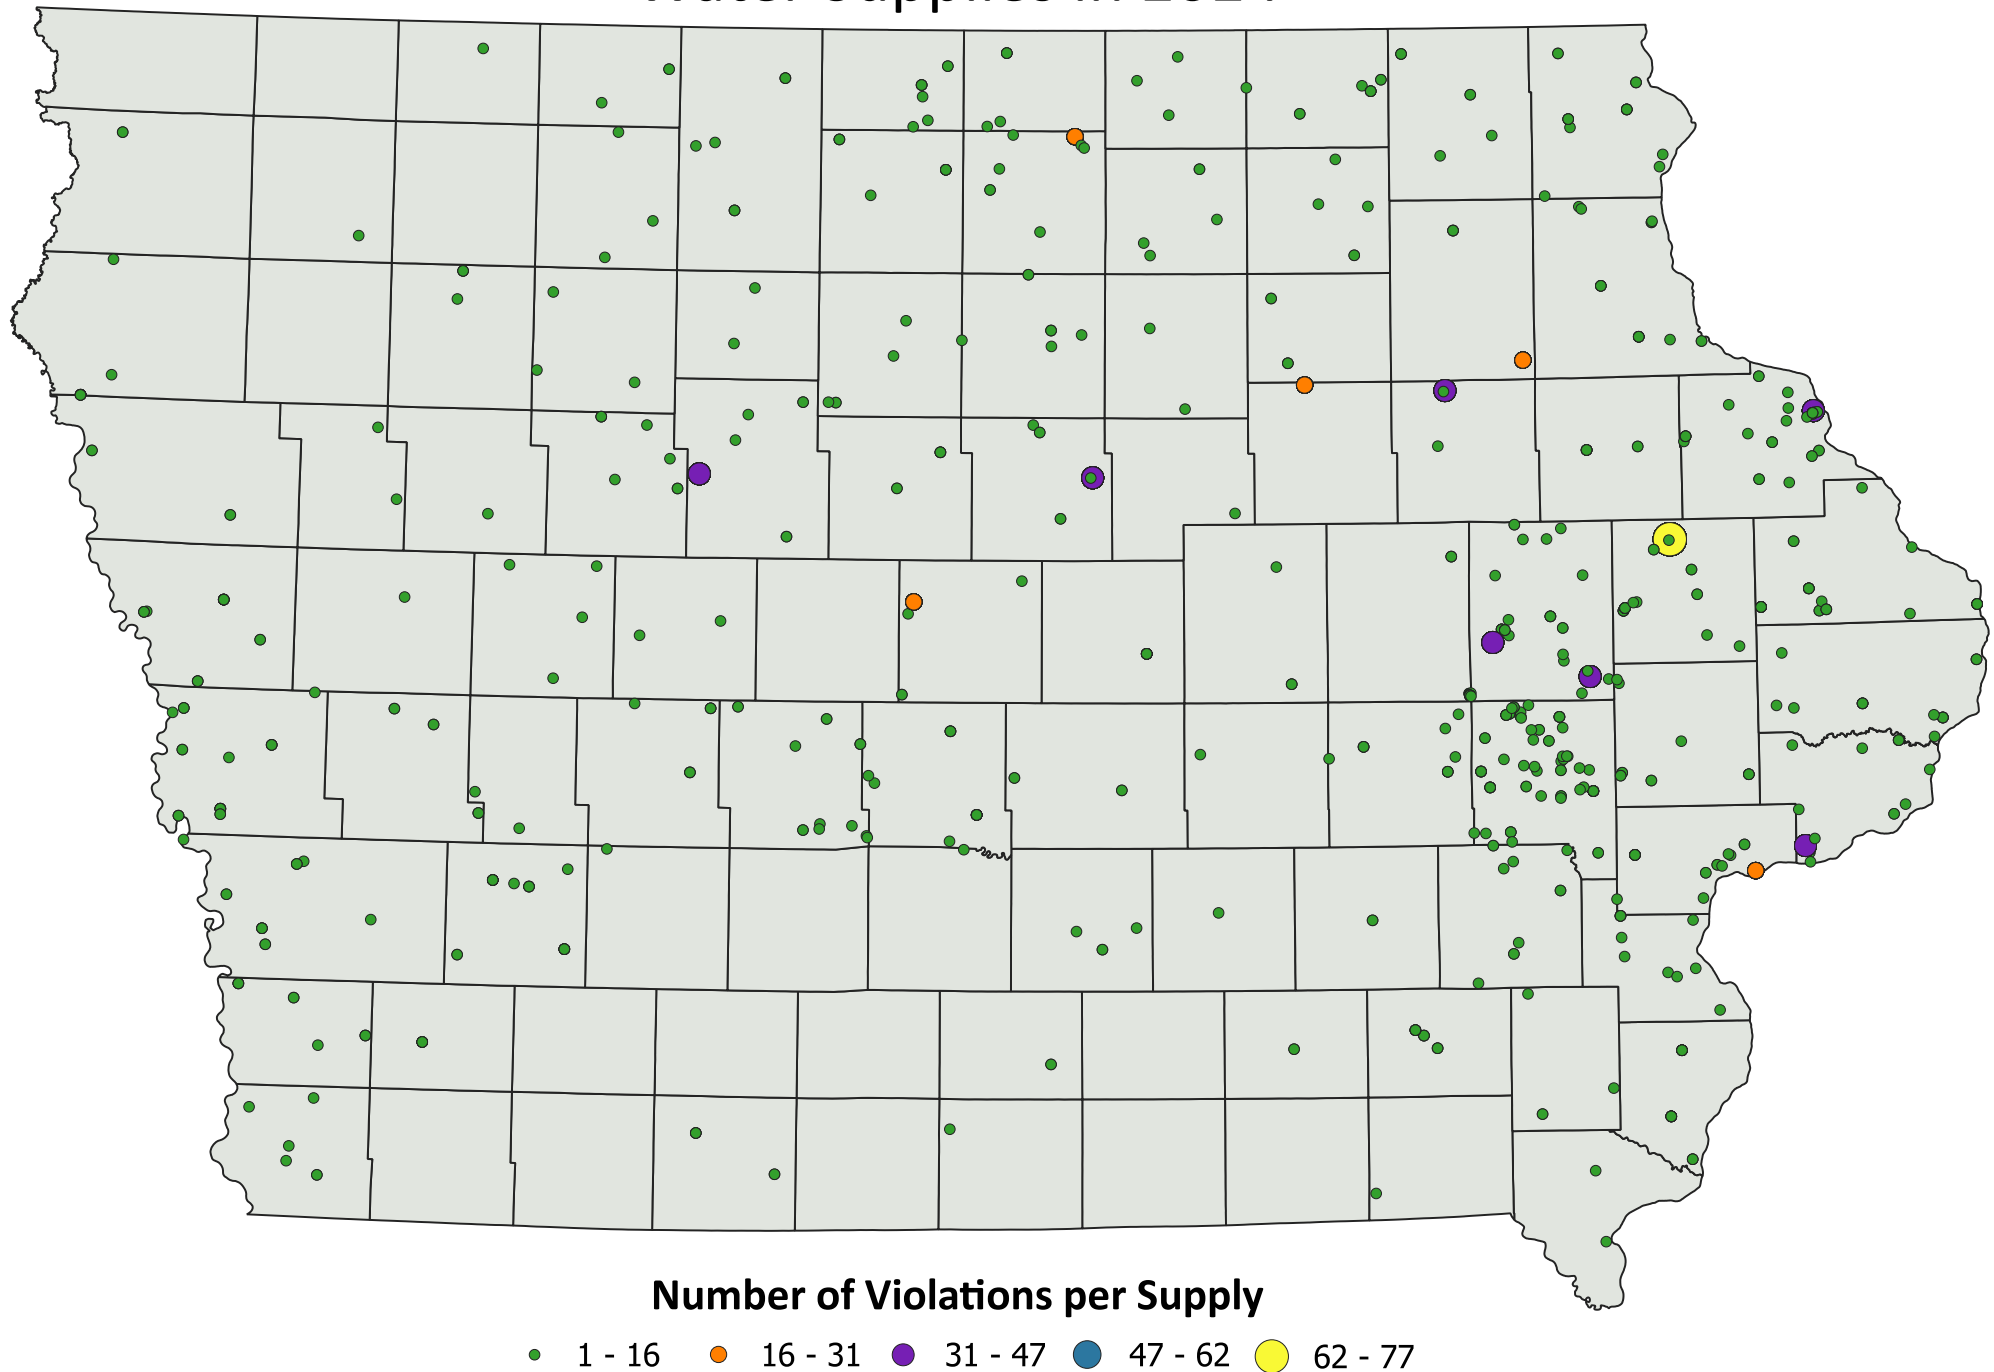 Number of Violations per Supply
1 - 16 16 - 31 31 - 47 47 - 62 62 - 77